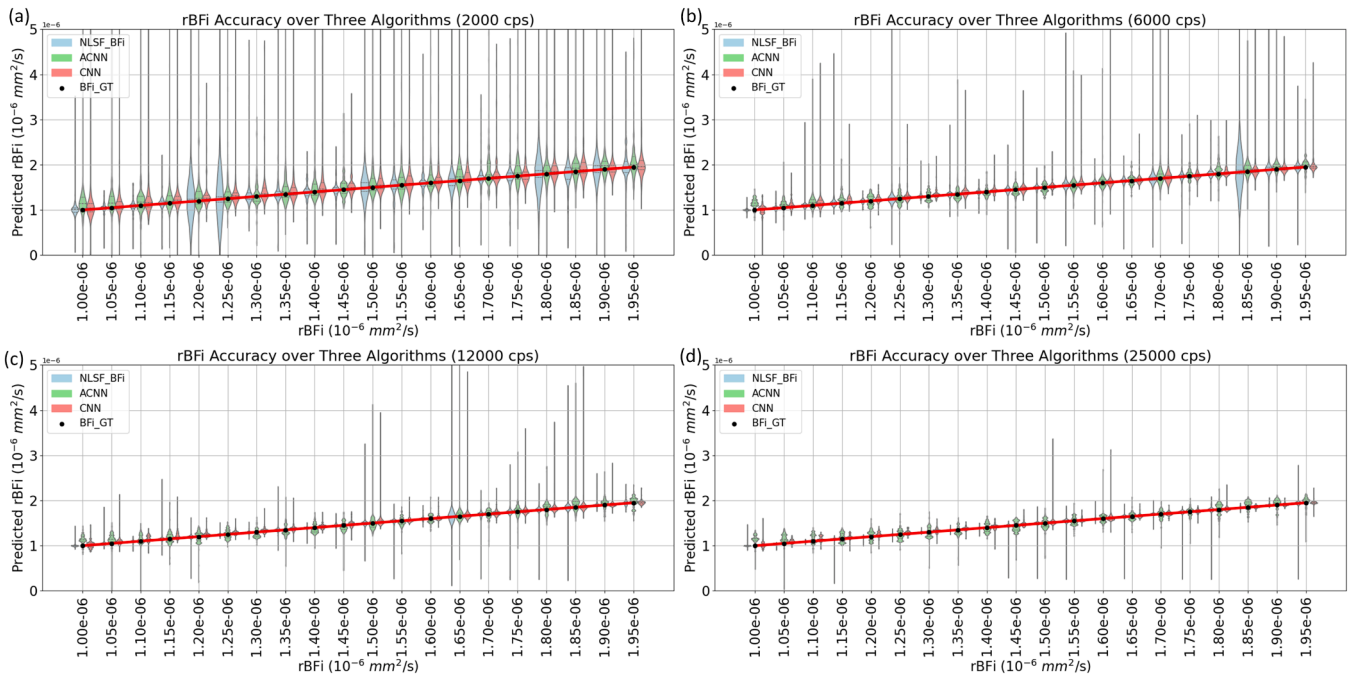 (a)
rBFi Accuracy over Three Algorithms (2000 cps)
1e−6
NLSF_BFi
ACNN
CNN
BFi_GT
Predicted rBFi (10⁻⁶ mm²/s)
5
4
3
2
1
0
1.00e-06
1.05e-06
1.10e-06
1.15e-06
1.20e-06
1.25e-06
1.30e-06
1.35e-06
1.40e-06
1.45e-06
1.50e-06
1.55e-06
1.60e-06
1.65e-06
1.70e-06
1.75e-06
1.80e-06
1.85e-06
1.90e-06
1.95e-06
rBFi (10⁻⁶ mm²/s)
(b)
rBFi Accuracy over Three Algorithms (6000 cps)
1e−6
NLSF_BFi
ACNN
CNN
BFi_GT
Predicted rBFi (10⁻⁶ mm²/s)
5
4
3
2
1
0
1.00e-06
1.05e-06
1.10e-06
1.15e-06
1.20e-06
1.25e-06
1.30e-06
1.35e-06
1.40e-06
1.45e-06
1.50e-06
1.55e-06
1.60e-06
1.65e-06
1.70e-06
1.75e-06
1.80e-06
1.85e-06
1.90e-06
1.95e-06
rBFi (10⁻⁶ mm²/s)
(c)
rBFi Accuracy over Three Algorithms (12000 cps)
1e−6
NLSF_BFi
ACNN
CNN
BFi_GT
Predicted rBFi (10⁻⁶ mm²/s)
5
4
3
2
1
0
1.00e-06
1.05e-06
1.10e-06
1.15e-06
1.20e-06
1.25e-06
1.30e-06
1.35e-06
1.40e-06
1.45e-06
1.50e-06
1.55e-06
1.60e-06
1.65e-06
1.70e-06
1.75e-06
1.80e-06
1.85e-06
1.90e-06
1.95e-06
rBFi (10⁻⁶ mm²/s)
(d)
rBFi Accuracy over Three Algorithms (25000 cps)
1e−6
NLSF_BFi
ACNN
CNN
BFi_GT
Predicted rBFi (10⁻⁶ mm²/s)
5
4
3
2
1
0
1.00e-06
1.05e-06
1.10e-06
1.15e-06
1.20e-06
1.25e-06
1.30e-06
1.35e-06
1.40e-06
1.45e-06
1.50e-06
1.55e-06
1.60e-06
1.65e-06
1.70e-06
1.75e-06
1.80e-06
1.85e-06
1.90e-06
1.95e-06
rBFi (10⁻⁶ mm²/s)